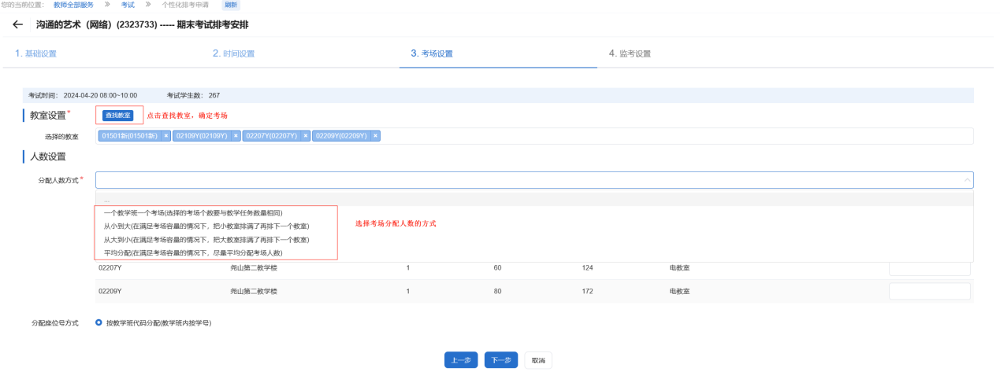 您的当前位置: 教师全部服务 » 考试 » 个性化排考申请 刷新
← 沟通的艺术（网络）(2323733) ----- 期末考试排考安排
1. 基础设置 2. 时间设置 3. 考场设置 4. 监考设置
考试时间: 2024-04-20 08:00~10:00 考试学生数: 267
教室设置* 查找教室 点击查找教室，确定考场
选择的教室 01501新(01501新) × 02109Y(02109Y) × 02207Y(02207Y) × 02209Y(02209Y) ×
人数设置
分配人数方式*
...
一个教学班一个考场(选择的考场个数要与教学任务数量相同)
从小到大(在满足考场容量的情况下，把小教室排满了再排下一个教室) 选择考场分配人数的方式
从大到小(在满足考场容量的情况下，把大教室排满了再排下一个教室)
平均分配(在满足考场容量的情况下，尽量平均分配考场人数)
02207Y 尧山第二教学楼 1 60 124 电教室
02209Y 尧山第二教学楼 1 80 172 电教室
分配座位号方式 按教学班代码分配(教学班内按学号)
上一步 下一步 取消